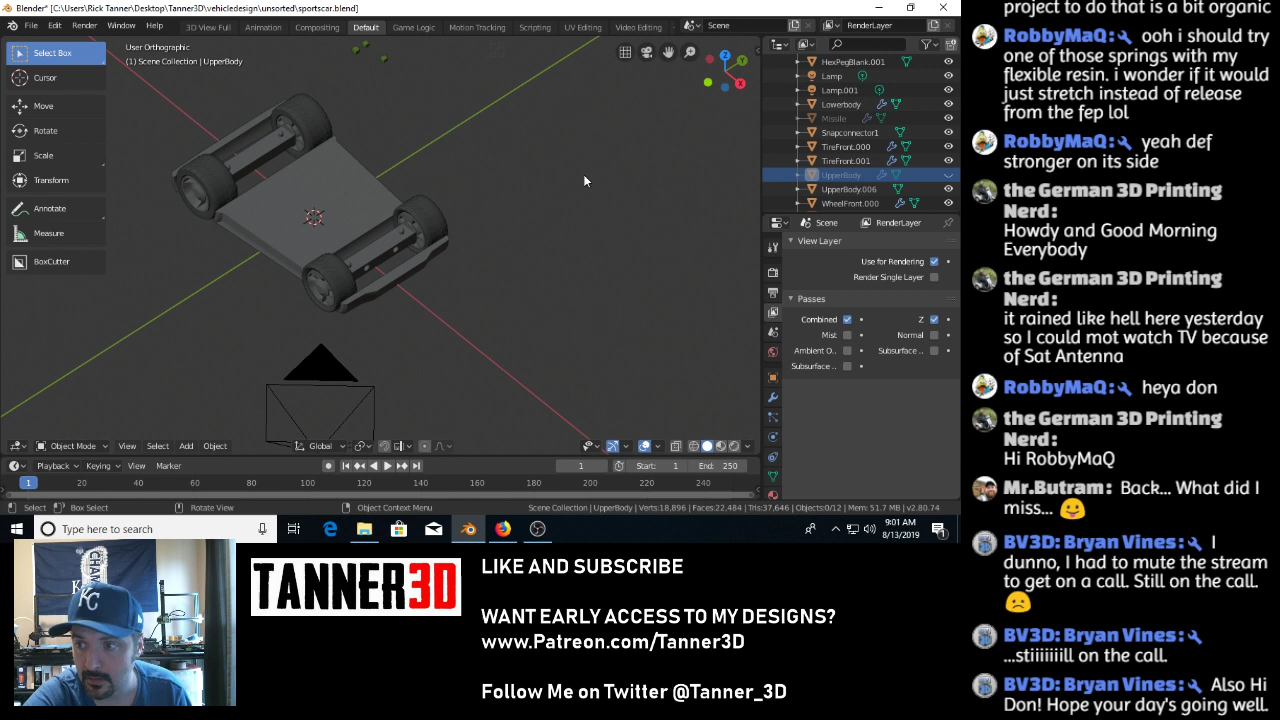 Blender* [C:\Users\Rick Tanner\Desktop\Tanner3D\vehicledesign\unsorted\sportscar.blend]
File Edit Render Window Help 3D View Full Animation Compositing Default Game Logic Motion Tracking Scripting UV Editing Video Editing Scene RenderLayer
Select Box
Cursor
Move
Rotate
Scale
Transform
Annotate
Measure
BoxCutter
User Orthographic
(1) Scene Collection | UpperBody
HexPegBlank.001
Lamp
Lamp.001
Lowerbody
Missile
Snapconnector1
TireFront.000
TireFront.001
UpperBody
UpperBody.006
WheelFront.000
Scene RenderLayer
View Layer
Use for Rendering
Render Single Layer
Passes
Combined Z
Mist Normal
Ambient O.. Subsurface ..
Subsurface ..
Object Mode View Select Add Object Global
Playback Keying View Marker 1 Start: 1 End: 250
1 20 40 60 80 100 120 140 160 180 200 220 240
Select Box Select Rotate View Object Context Menu Scene Collection | UpperBody | Verts:18,896 | Faces:22,484 | Tris:37,646 | Objects:0/12 | Mem: 51.7 MB | v2.80.74
Type here to search
9:01 AM
8/13/2019
CHAMP
KC
KC
TANNER3D
LIKE AND SUBSCRIBE
WANT EARLY ACCESS TO MY DESIGNS?
www.Patreon.com/Tanner3D
Follow Me on Twitter @Tanner_3D
project to do that is a bit organic
RobbyMaQ: ooh i should try
one of those springs with my
flexible resin. i wonder if it would
just stretch instead of release
from the fep lol
RobbyMaQ: yeah def
stronger on its side
the German 3D Printing
Nerd:
Howdy and Good Morning
Everybody
the German 3D Printing
Nerd:
it rained like hell here yesterday
so I could mot watch TV because
of Sat Antenna
RobbyMaQ: heya don
the German 3D Printing
Nerd:
Hi RobbyMaQ
Mr.Butram: Back... What did I
miss...
BV3D: Bryan Vines: I
dunno, I had to mute the stream
to get on a call. Still on the call.
BV3D: Bryan Vines:
...stiiiiiill on the call.
BV3D: Bryan Vines: Also Hi
Don! Hope your day's going well.